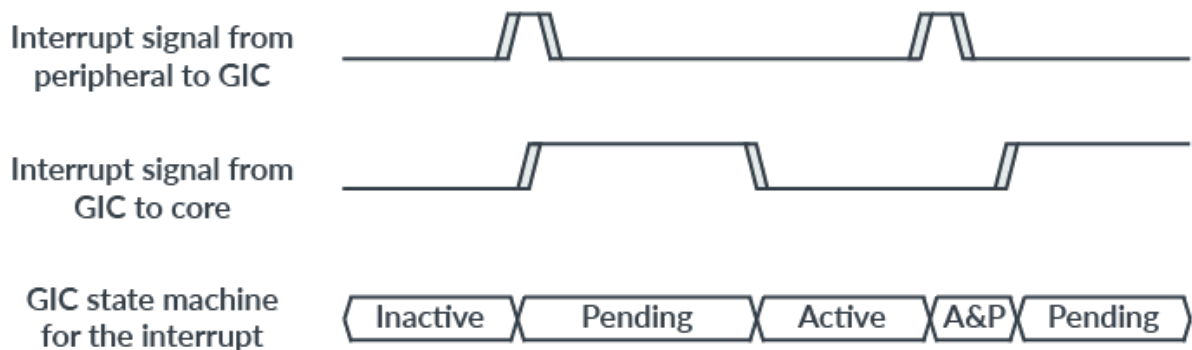 Interrupt signal from
peripheral to GIC
Interrupt signal from
GIC to core
GIC state machine
for the interrupt
Inactive
Pending
Active
A&P
Pending